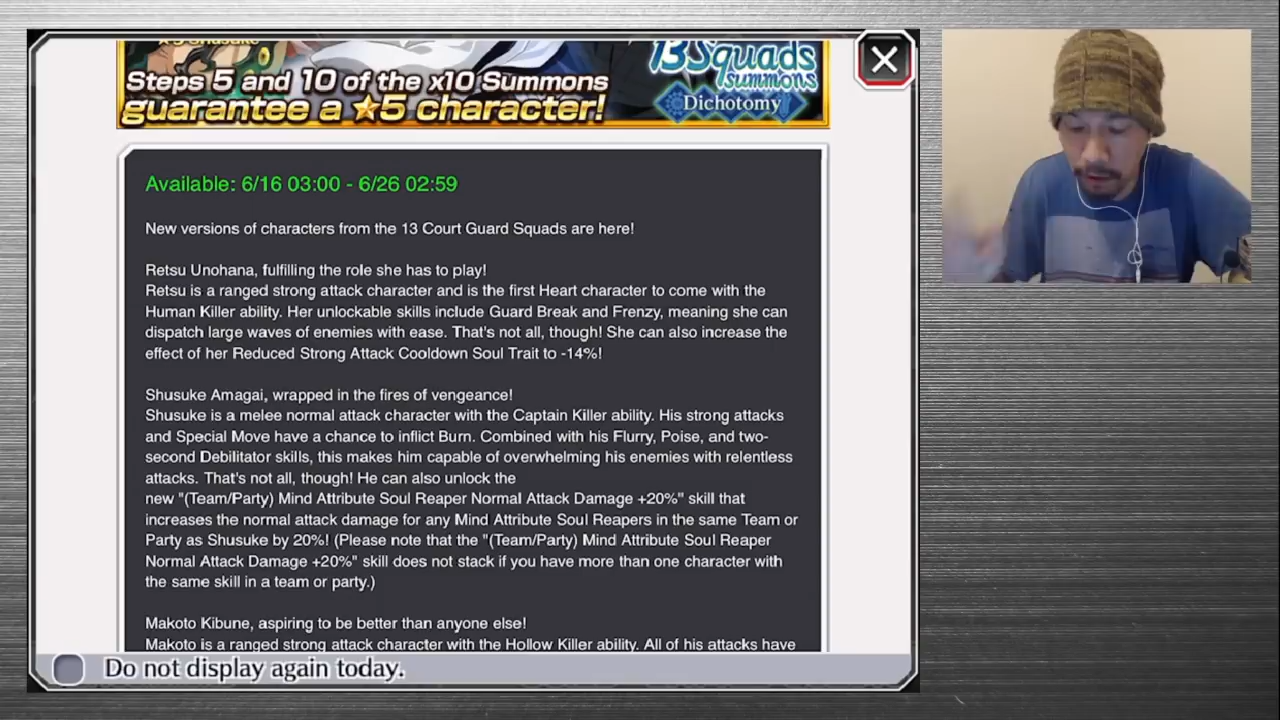 ★5 Shusuke
Steps 5 and 10 of the x10 Summons
guarantee a ★5 character!
13 Squads
summons
Dichotomy
Available: 6/16 03:00 - 6/26 02:59
New versions of characters from the 13 Court Guard Squads are here!
Retsu Unohana, fulfilling the role she has to play!
Retsu is a ranged strong attack character and is the first Heart character to come with the
Human Killer ability. Her unlockable skills include Guard Break and Frenzy, meaning she can
dispatch large waves of enemies with ease. That's not all, though! She can also increase the
effect of her Reduced Strong Attack Cooldown Soul Trait to -14%!
Shusuke Amagai, wrapped in the fires of vengeance!
Shusuke is a melee normal attack character with the Captain Killer ability. His strong attacks
and Special Move have a chance to inflict Burn. Combined with his Flurry, Poise, and two-
second Debilitator skills, this makes him capable of overwhelming his enemies with relentless
attacks. That's not all, though! He can also unlock the
new "(Team/Party) Mind Attribute Soul Reaper Normal Attack Damage +20%" skill that
increases the normal attack damage for any Mind Attribute Soul Reapers in the same Team or
Party as Shusuke by 20%! (Please note that the "(Team/Party) Mind Attribute Soul Reaper
Normal Attack Damage +20%" skill does not stack if you have more than one character with
the same skill in a team or party.)
Makoto Kibune, aspiring to be better than anyone else!
Makoto is a ranged strong attack character with the Hollow Killer ability. All of his attacks have
Do not display again today.